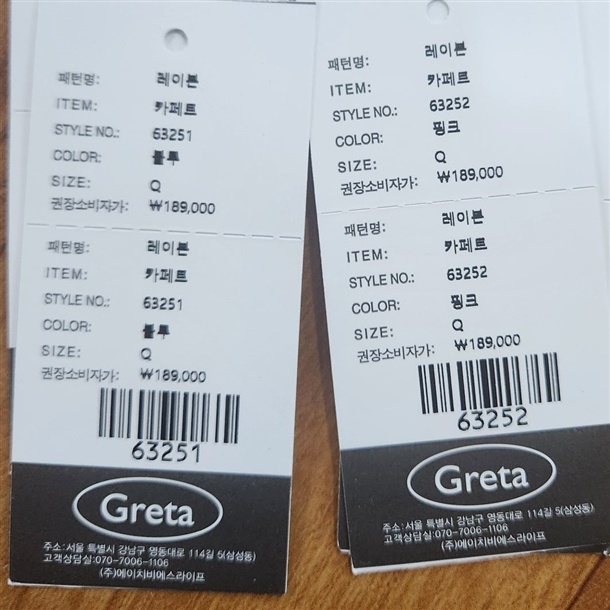 패턴명: 레이븐
ITEM: 카페트
STYLE NO.: 63251
COLOR: 블루
SIZE: Q
권장소비자가: ₩189,000
패턴명: 레이븐
ITEM: 카페트
STYLE NO.: 63251
COLOR: 블루
SIZE: Q
권장소비자가: ₩189,000
63251
Greta
주소:서울 특별시 강남구 영동대로 114길 5(삼성동)
고객상담실:070-7006-1106
(주)에이치비에스라이프
패턴명: 레이븐
ITEM: 카페트
STYLE NO.: 63252
COLOR: 핑크
SIZE: Q
권장소비자가: ₩189,000
패턴명: 레이븐
ITEM: 카페트
STYLE NO.: 63252
COLOR: 핑크
SIZE: Q
권장소비자가: ₩189,000
63252
Greta
주소:서울 특별시 강남구 영동대로 114길 5(삼성동)
고객상담실:070-7006-1106
(주)에이치비에스라이프